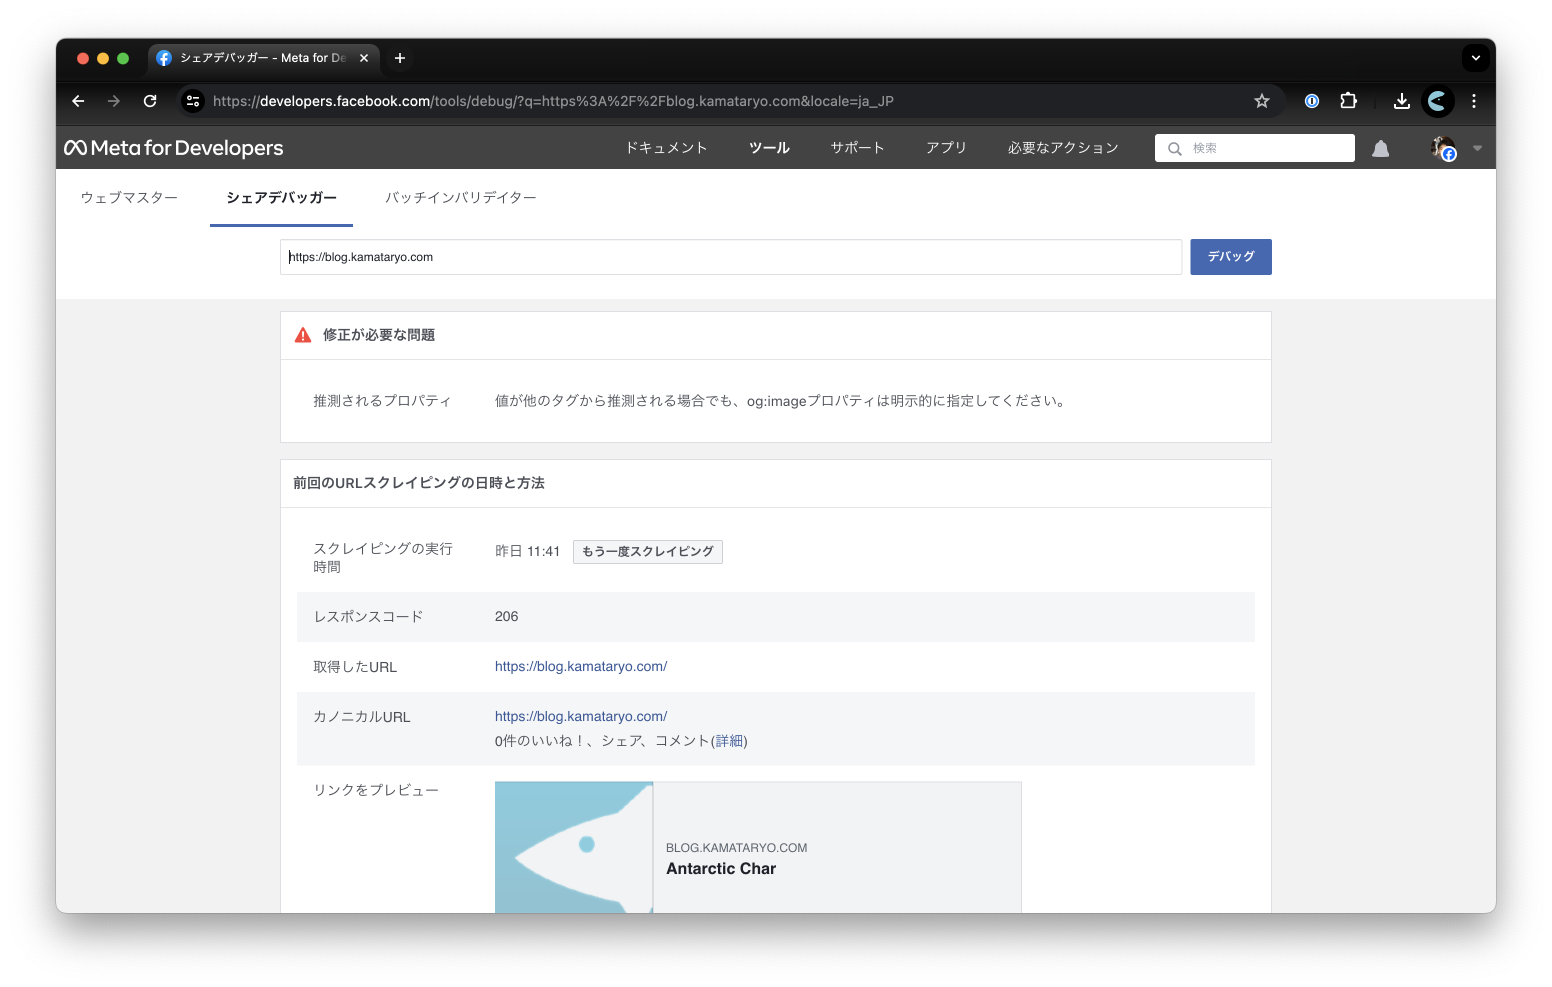 シェアデバッガー - Meta for De
https://developers.facebook.com/tools/debug/?q=https%3A%2F%2Fblog.kamataryo.com&locale=ja_JP
Meta for Developers
ドキュメント ツール サポート アプリ 必要なアクション 検索
ウェブマスター シェアデバッガー バッチインバリデイター
https://blog.kamataryo.com デバッグ
修正が必要な問題
推測されるプロパティ 値が他のタグから推測される場合でも、og:imageプロパティは明示的に指定してください。
前回のURLスクレイピングの日時と方法
スクレイピングの実行
時間 昨日 11:41 もう一度スクレイピング
レスポンスコード 206
取得したURL https://blog.kamataryo.com/
カノニカルURL https://blog.kamataryo.com/
0件のいいね！、シェア、コメント(詳細)
リンクをプレビュー
BLOG.KAMATARYO.COM
Antarctic Char